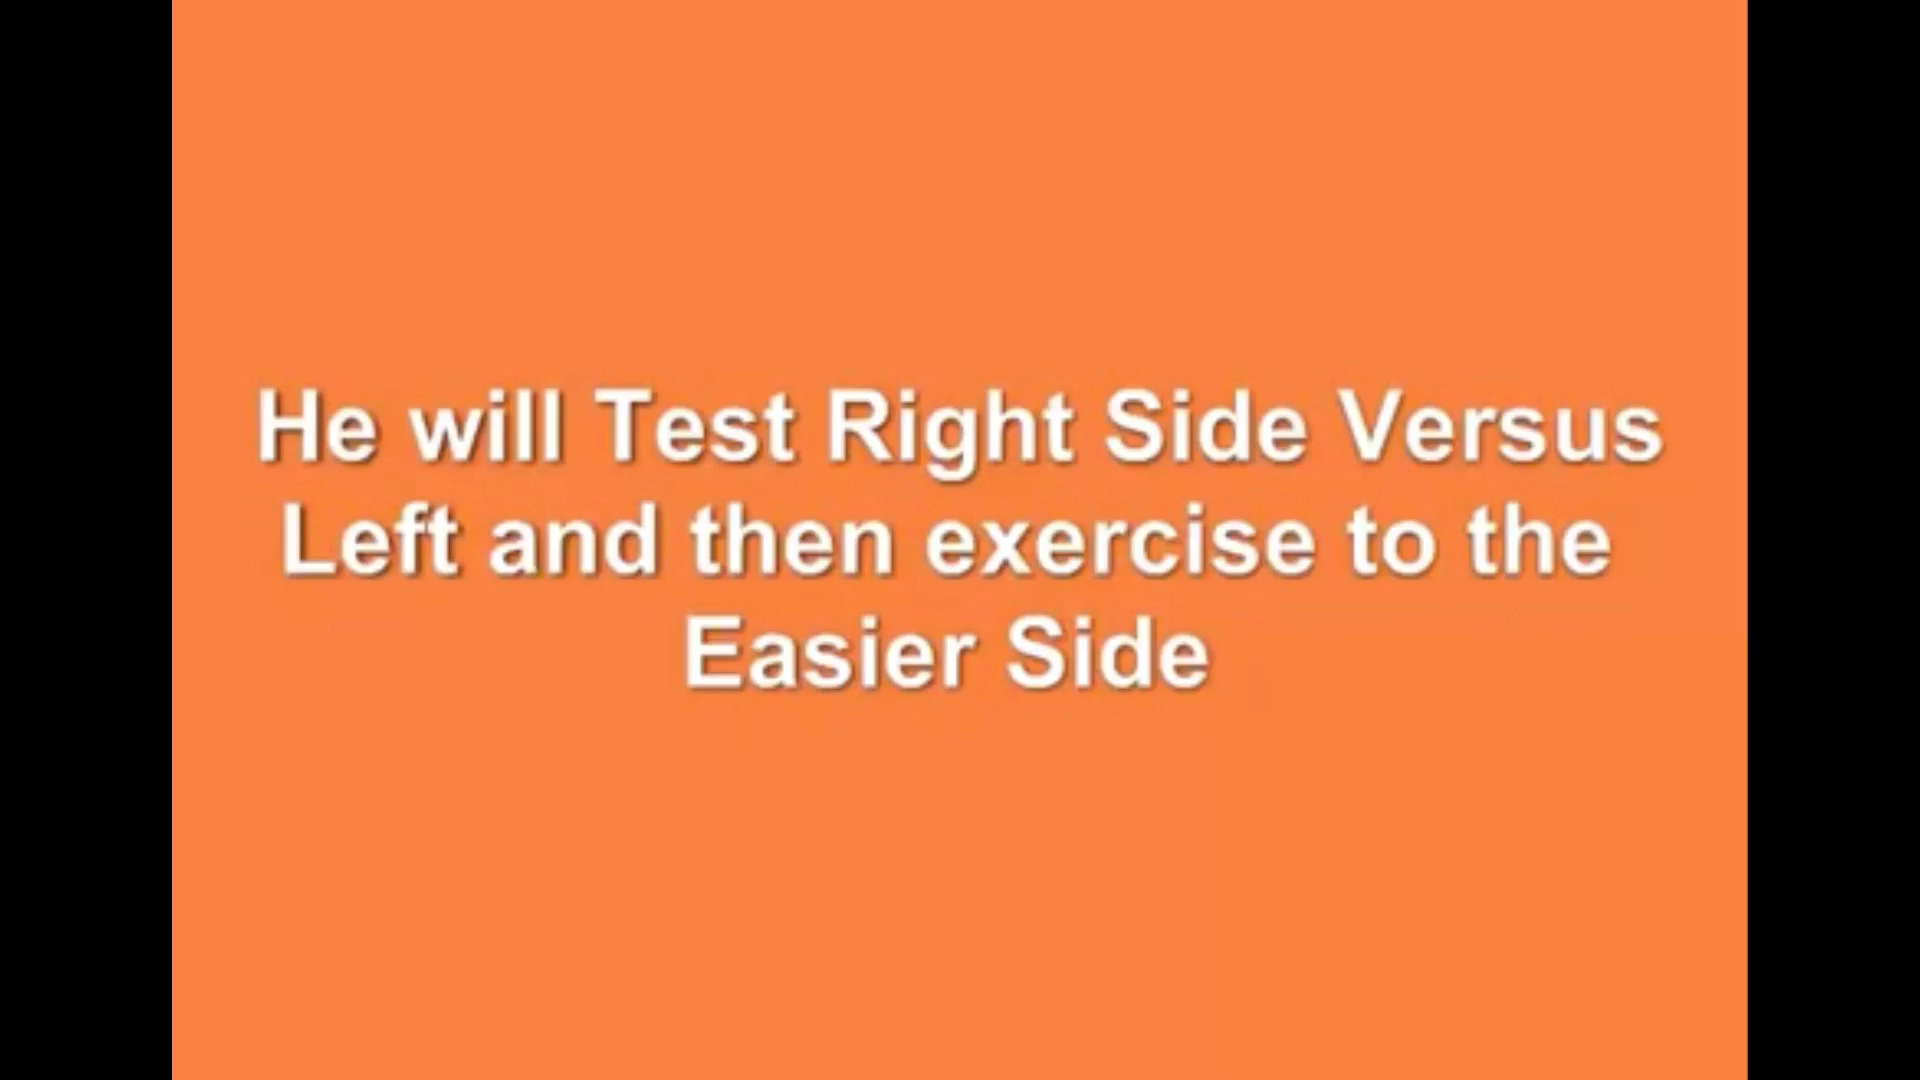 He will Test Right Side Versus
Left and then exercise to the
Easier Side